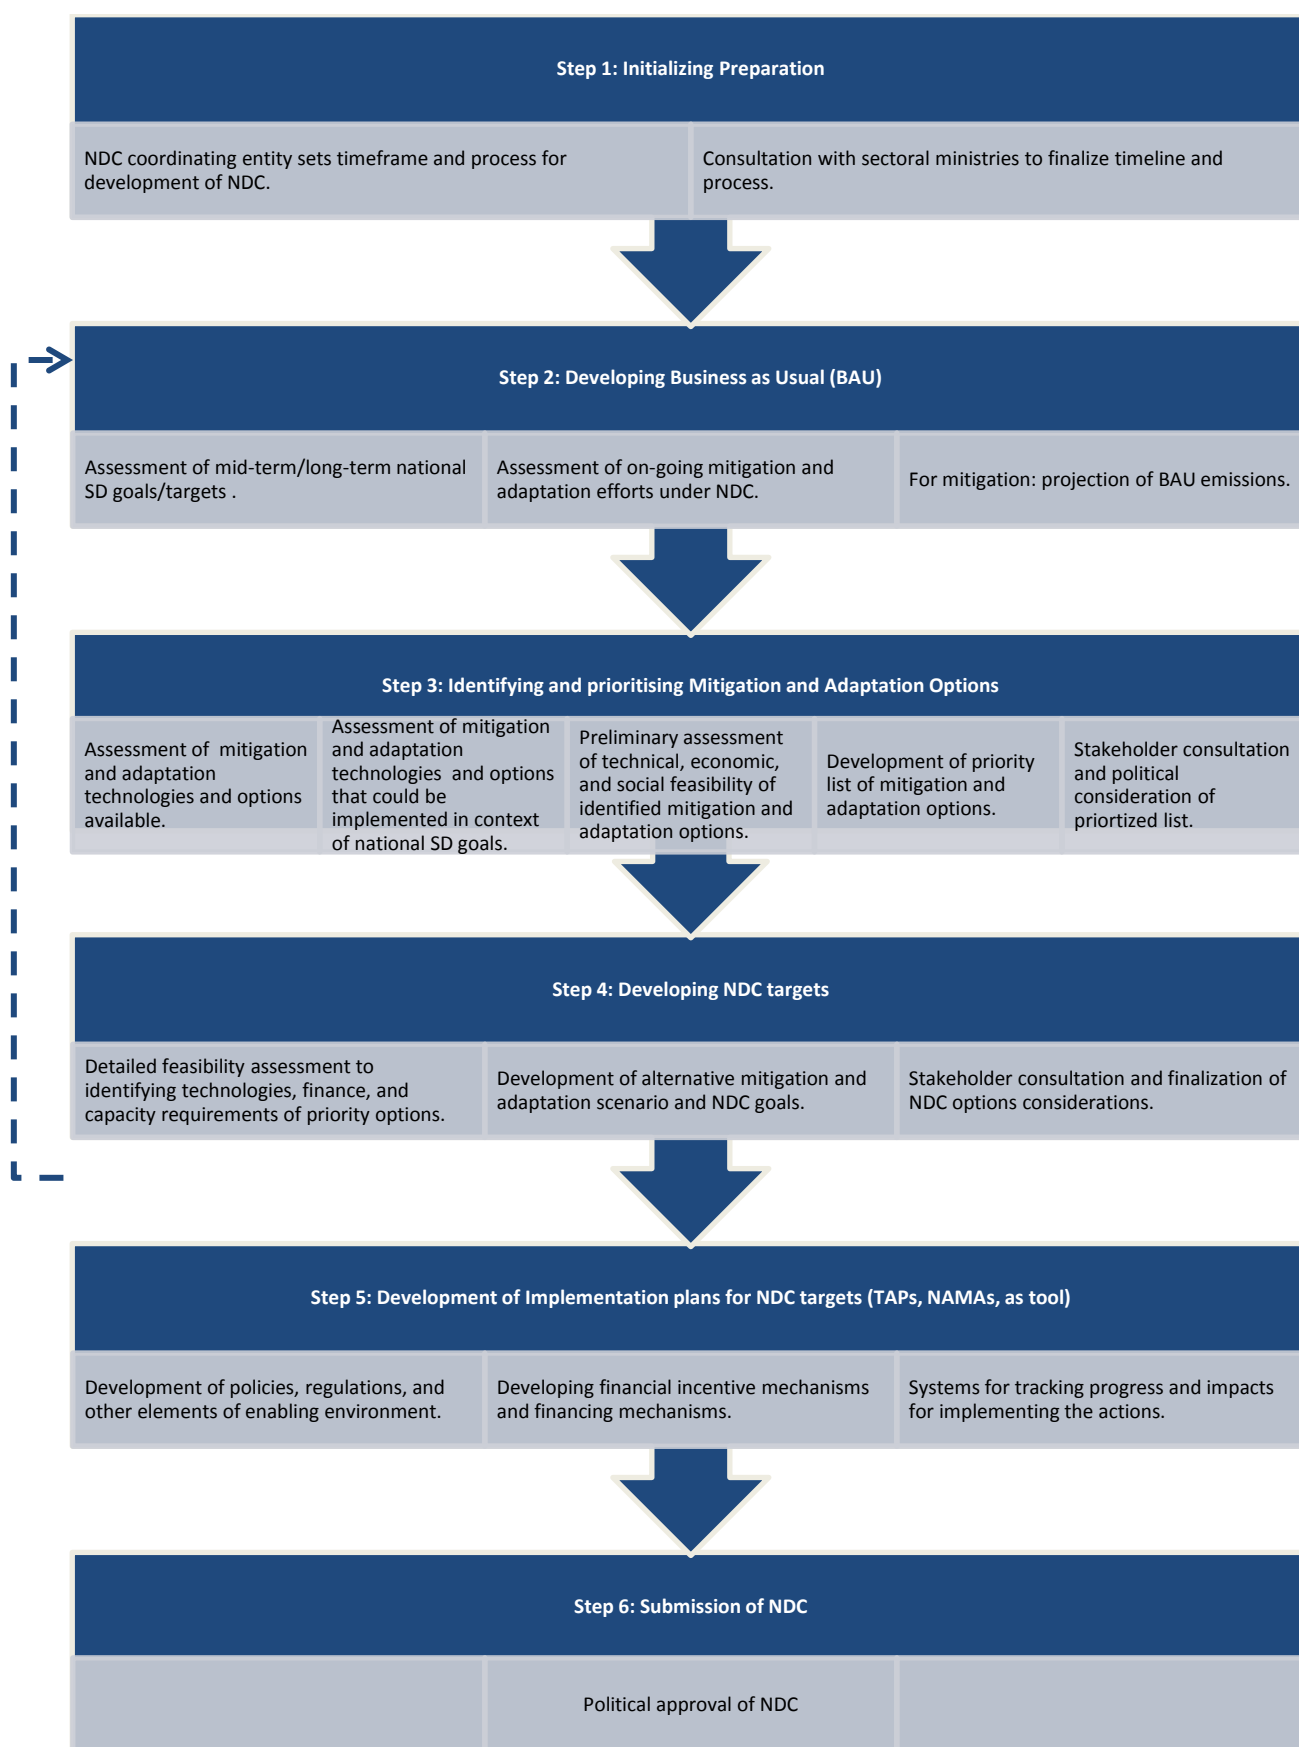 Step 1: Initializing Preparation
NDC coordinating entity sets timeframe and process for
development of NDC.
Consultation with sectoral ministries to finalize timeline and
process.
Step 2: Developing Business as Usual (BAU)
Assessment of mid-term/long-term national
SD goals/targets .
Assessment of on-going mitigation and
adaptation efforts under NDC.
For mitigation: projection of BAU emissions.
Step 3: Identifying and prioritising Mitigation and Adaptation Options
Assessment of  mitigation
and adaptation
technologies and options
available.
Assessment of mitigation
and adaptation
technologies  and options
that could be
implemented in context
of national SD goals.
Preliminary assessment
of technical, economic,
and social feasibility of
identified mitigation and
adaptation options.
Development of priority
list of mitigation and
adaptation options.
Stakeholder consultation
and political
consideration of
priortized list.
Step 4: Developing NDC targets
Detailed feasibility assessment to
identifying technologies, finance, and
capacity requirements of priority options.
Development of alternative mitigation and
adaptation scenario and NDC goals.
Stakeholder consultation and finalization of
NDC options considerations.
Step 5: Development of Implementation plans for NDC targets (TAPs, NAMAs, as tool)
Development of policies, regulations, and
other elements of enabling environment.
Developing financial incentive mechanisms
and financing mechanisms.
Systems for tracking progress and impacts
for implementing the actions.
Step 6: Submission of NDC
Political approval of NDC